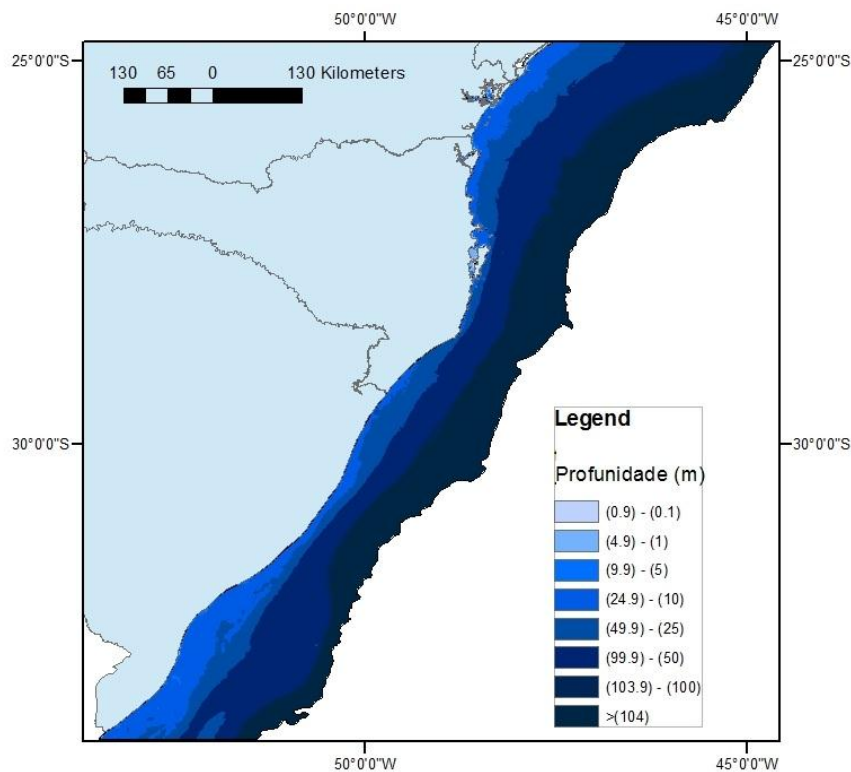 50°0'0"W 45°0'0"W
25°0'0"S 25°0'0"S
130 65 0 130 Kilometers
30°0'0"S 30°0'0"S
Legend
Profunidade (m)
(0.9) - (0.1)
(4.9) - (1)
(9.9) - (5)
(24.9) - (10)
(49.9) - (25)
(99.9) - (50)
(103.9) - (100)
>(104)
50°0'0"W 45°0'0"W